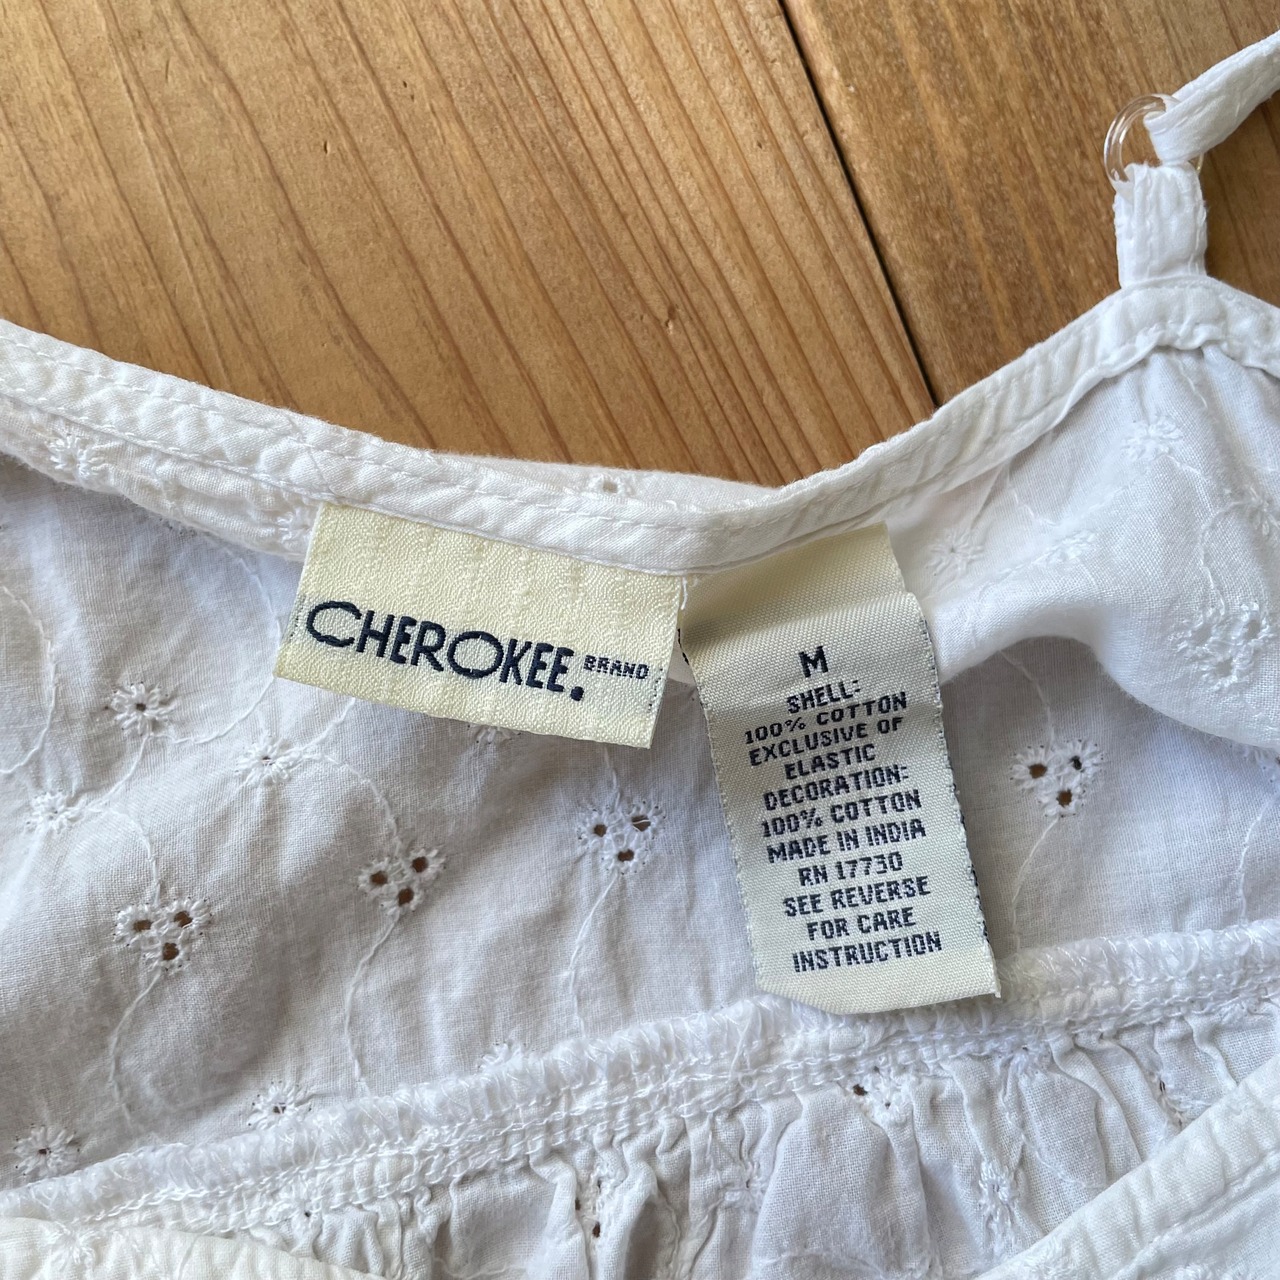 CHEROKEE. BRAND
M
SHELL:
100% COTTON
EXCLUSIVE OF
ELASTIC
DECORATION:
100% COTTON
MADE IN INDIA
RN 17730
SEE REVERSE
FOR CARE
INSTRUCTION